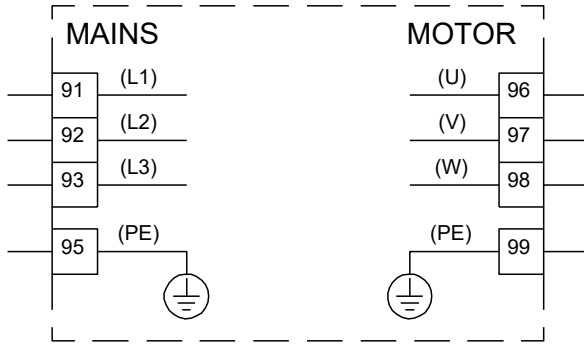 MAINS MOTOR
91 (L1) (U) 96
92 (L2) (V) 97
93 (L3) (W) 98
95 (PE) (PE) 99